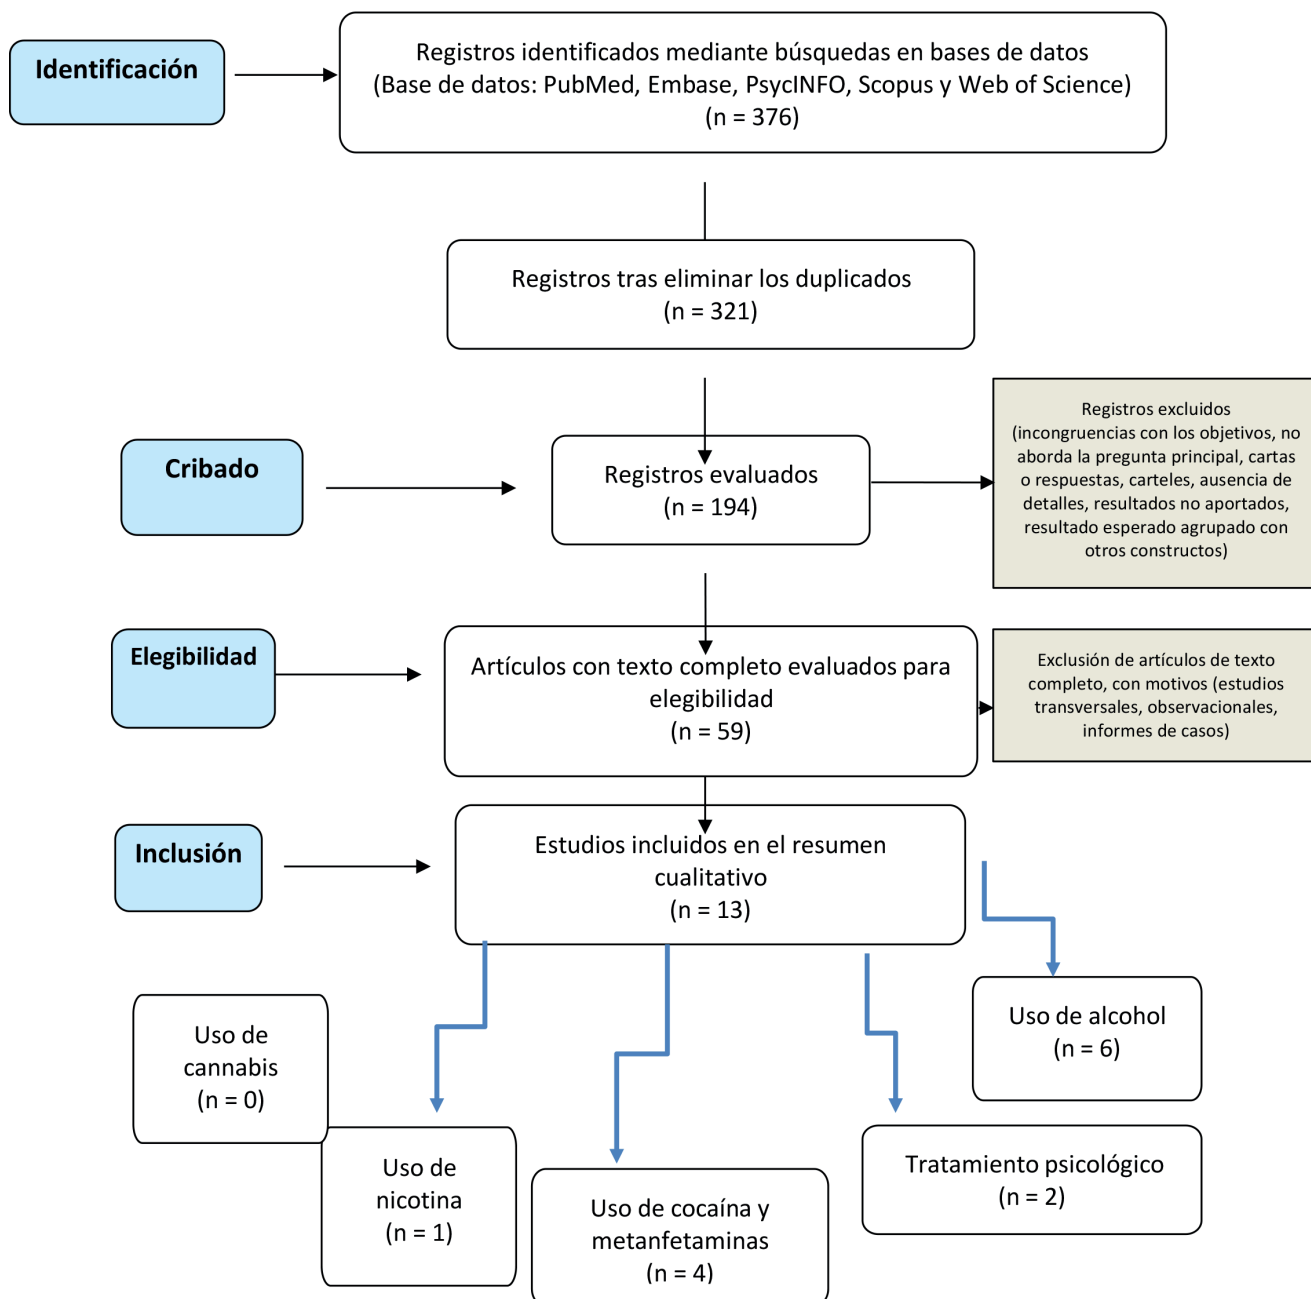 Identificación
Registros identificados mediante búsquedas en bases de datos
(Base de datos: PubMed, Embase, PsycINFO, Scopus y Web of Science)
(n = 376)
Registros tras eliminar los duplicados
(n = 321)
Cribado
Registros evaluados
(n = 194)
Registros excluidos
(incongruencias con los objetivos, no
aborda la pregunta principal, cartas
o respuestas, carteles, ausencia de
detalles, resultados no aportados,
resultado esperado agrupado con
otros constructos)
Elegibilidad
Artículos con texto completo evaluados para
elegibilidad
(n = 59)
Exclusión de artículos de texto
completo, con motivos (estudios
transversales, observacionales,
informes de casos)
Inclusión
Estudios incluidos en el resumen
cualitativo
(n = 13)
Uso de
cannabis
(n = 0)
Uso de
nicotina
(n = 1)
Uso de cocaína y
metanfetaminas
(n = 4)
Tratamiento psicológico
(n = 2)
Uso de alcohol
(n = 6)